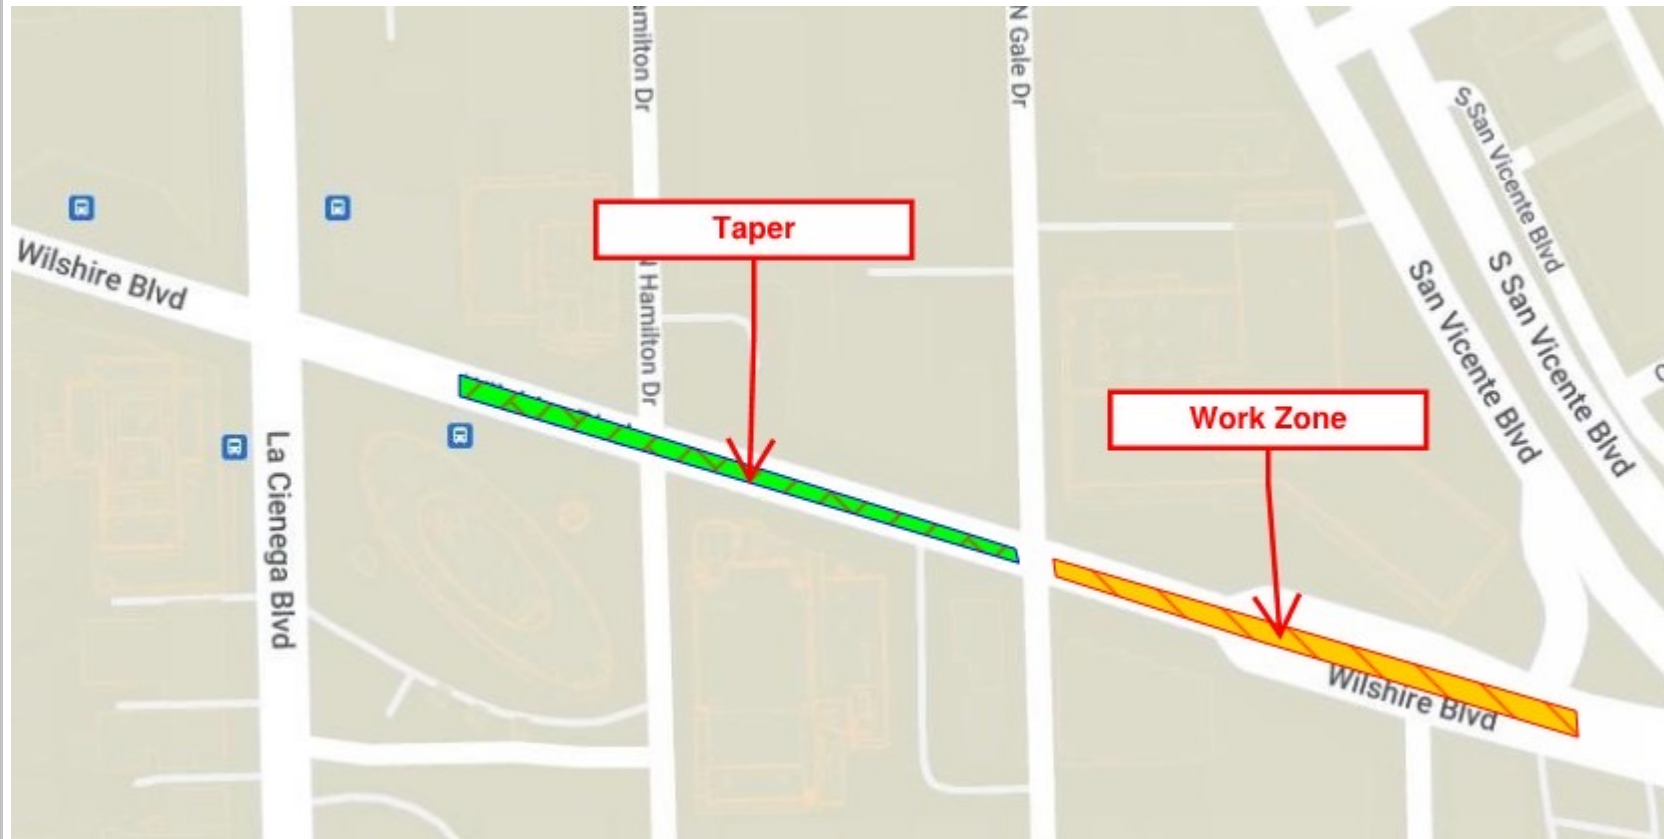 amilton Dr
N Gale Dr
S San Vicente Blvd
Taper
Wilshire Blvd
N Hamilton Dr
San Vicente Blvd
S San Vicente Blvd
Work Zone
La Cienega Blvd
Wilshire Blvd